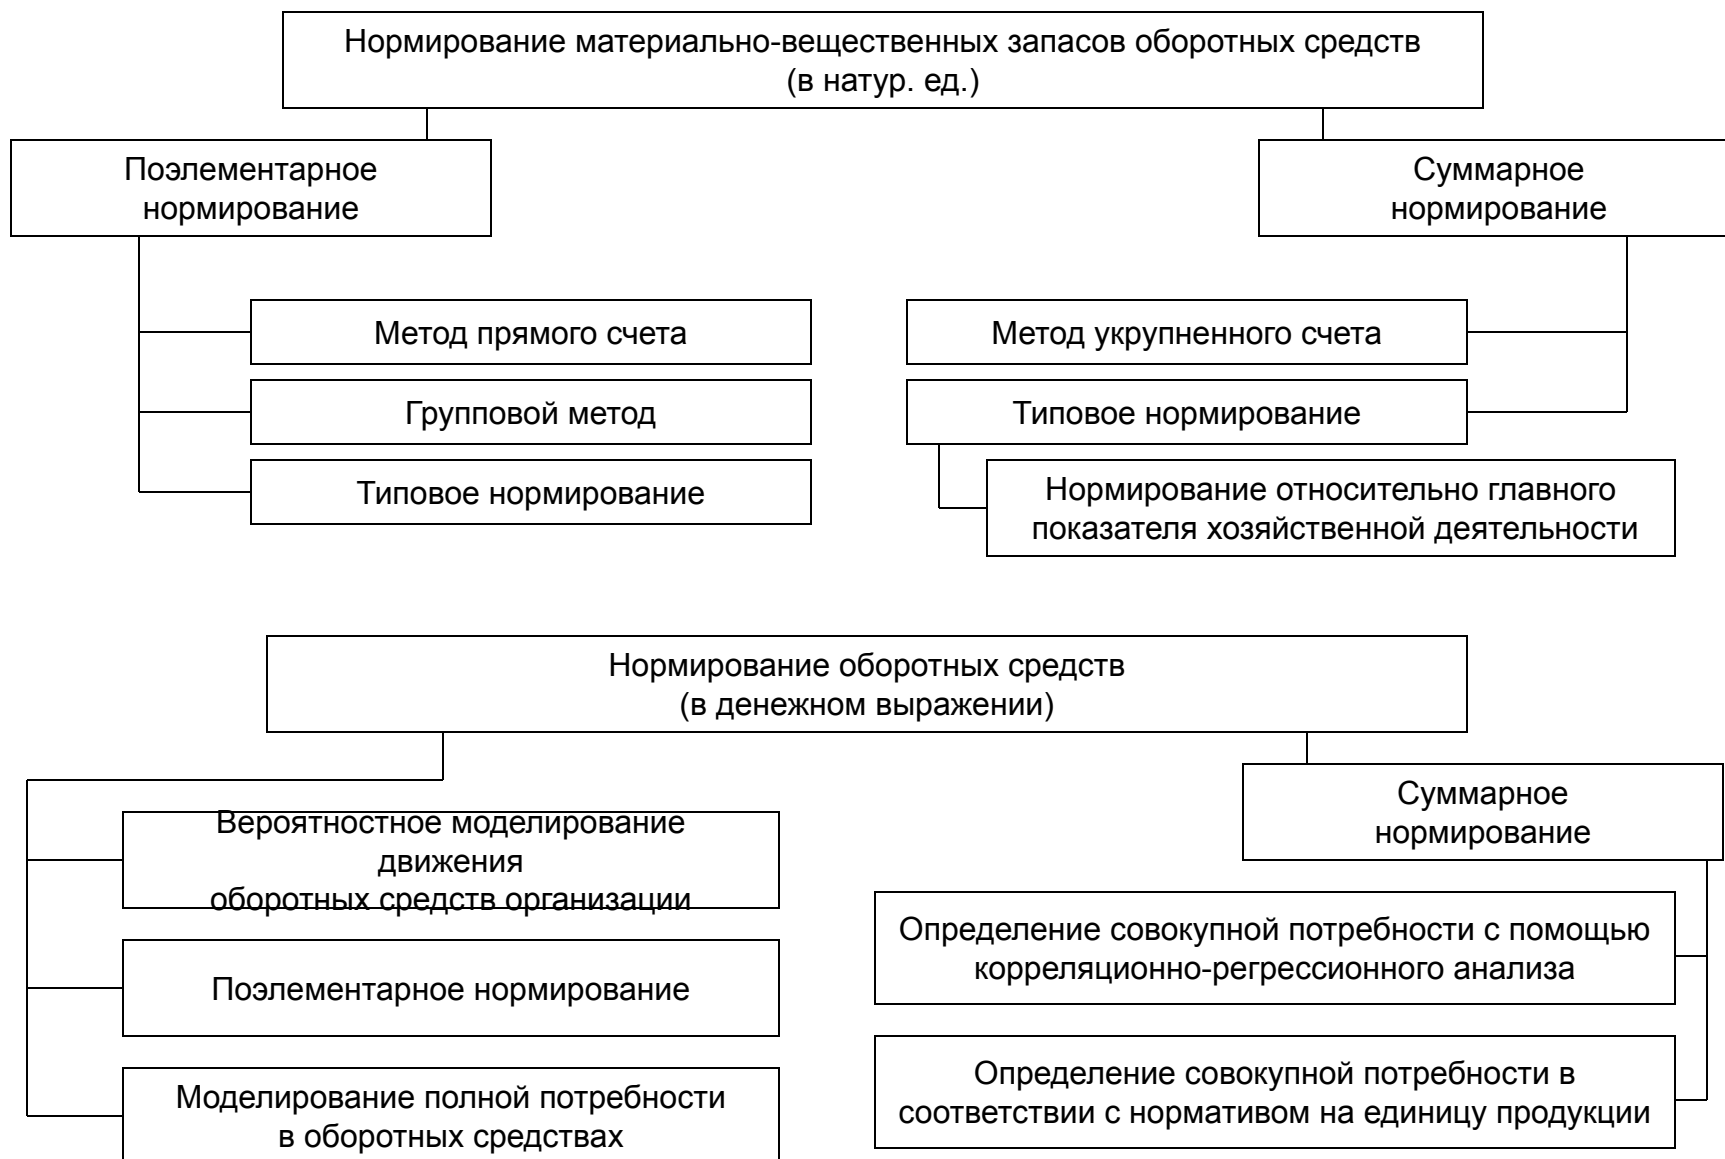 Нормирование материально-вещественных запасов оборотных средств
(в натур. ед.)
Поэлементарное
нормирование
Суммарное
нормирование
Метод прямого счета
Метод укрупненного счета
Групповой метод
Типовое нормирование
Типовое нормирование
Нормирование относительно главного
показателя хозяйственной деятельности
Нормирование оборотных средств
(в денежном выражении)
Суммарное
нормирование
Вероятностное моделирование
движения
оборотных средств организации
Определение совокупной потребности с помощью
корреляционно-регрессионного анализа
Поэлементарное нормирование
Моделирование полной потребности
в оборотных средствах
Определение совокупной потребности в
соответствии с нормативом на единицу продукции